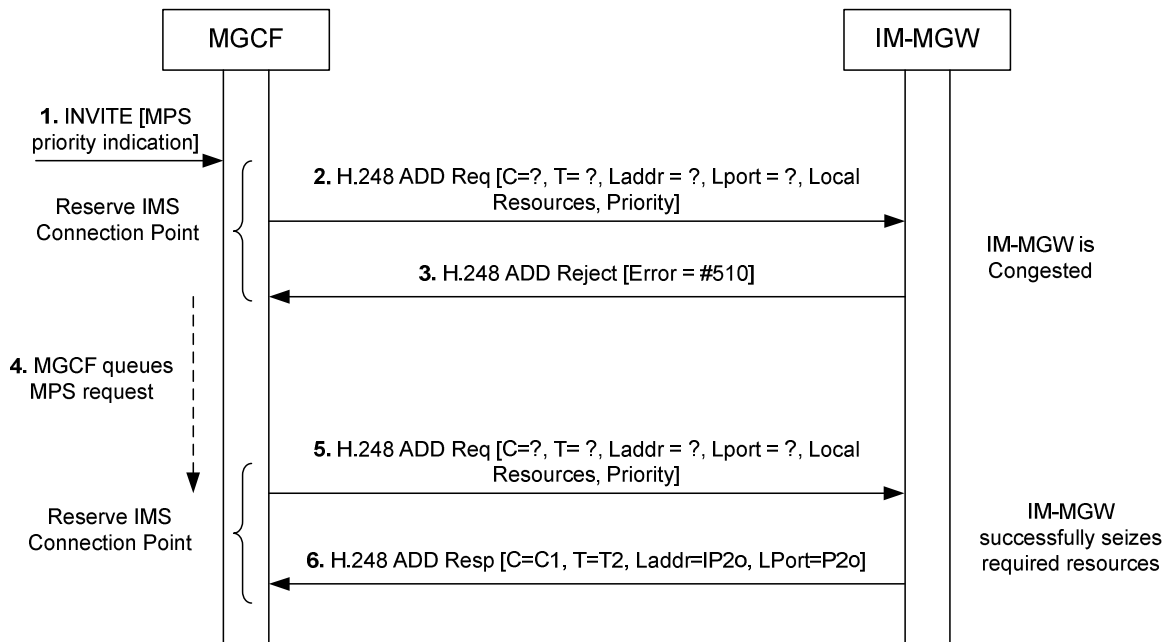 MGCF
IM-MGW
1. INVITE [MPS
priority indication]
2. H.248 ADD Req [C=?, T= ?, Laddr = ?, Lport = ?, Local
Resources, Priority]
Reserve IMS
Connection Point
IM-MGW is
Congested
3. H.248 ADD Reject [Error = #510]
4. MGCF queues
MPS request
5. H.248 ADD Req [C=?, T= ?, Laddr = ?, Lport = ?, Local
Resources, Priority]
Reserve IMS
Connection Point
IM-MGW
successfully seizes
required resources
6. H.248 ADD Resp [C=C1, T=T2, Laddr=IP2o, LPort=P2o]